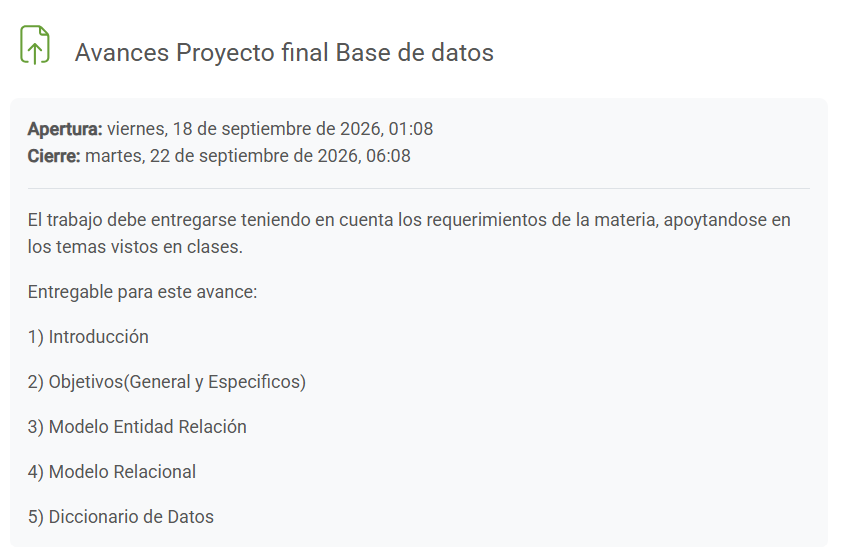 Avances Proyecto final Base de datos
Apertura: viernes, 18 de septiembre de 2026, 01:08
Cierre: martes, 22 de septiembre de 2026, 06:08
El trabajo debe entregarse teniendo en cuenta los requerimientos de la materia, apoytandose en
los temas vistos en clases.
Entregable para este avance:
1) Introducción
2) Objetivos(General y Especificos)
3) Modelo Entidad Relación
4) Modelo Relacional
5) Diccionario de Datos